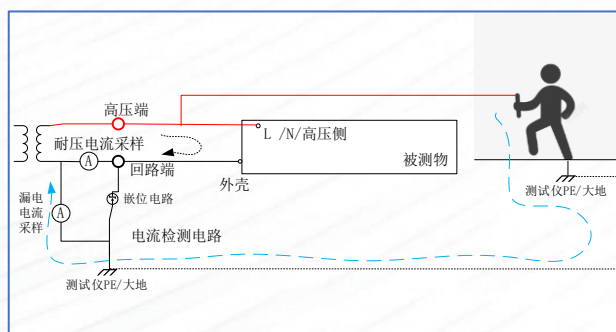 高压端
耐压电流采样
L /N/高压侧
被测物
A
回路端
外壳
漏电
电流
采样
A
嵌位电路
电流检测电路
测试仪PE/大地
测试仪PE/大地